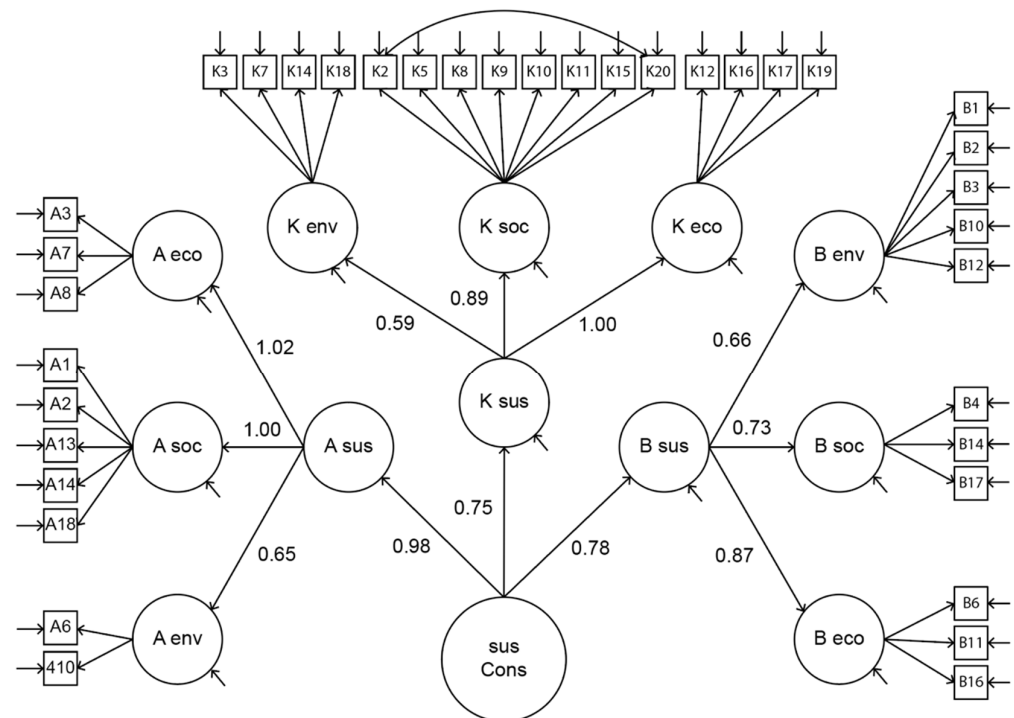 K3 K7 K14 K18 K2 K5 K8 K9 K10 K11 K15 K20 K12 K16 K17 K19
B1
B2
B3
B10
B12
A3
A7
A8
A eco
K env
K soc
K eco
B env
0.59
0.89
1.00
1.02
0.66
A1
A2
A13
A14
A18
A soc
1.00
A sus
K sus
B sus
0.73
B soc
B4
B14
B17
0.65
0.98
0.75
0.78
0.87
A6
410
A env
sus
Cons
B eco
B6
B11
B16